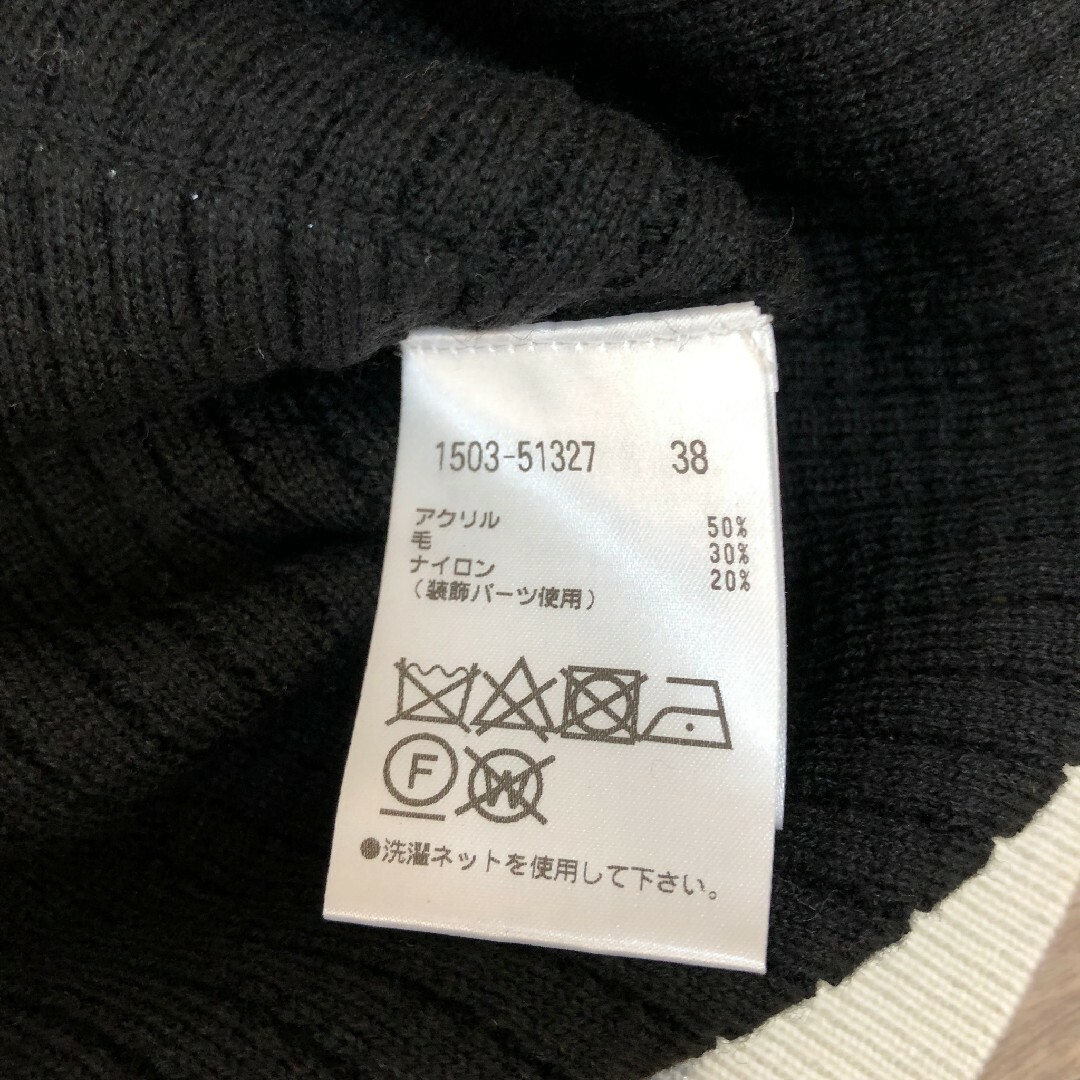 1503-51327 38
アクリル 50%
毛 30%
ナイロン 20%
（装飾パーツ使用）
F W
●洗濯ネットを使用して下さい。